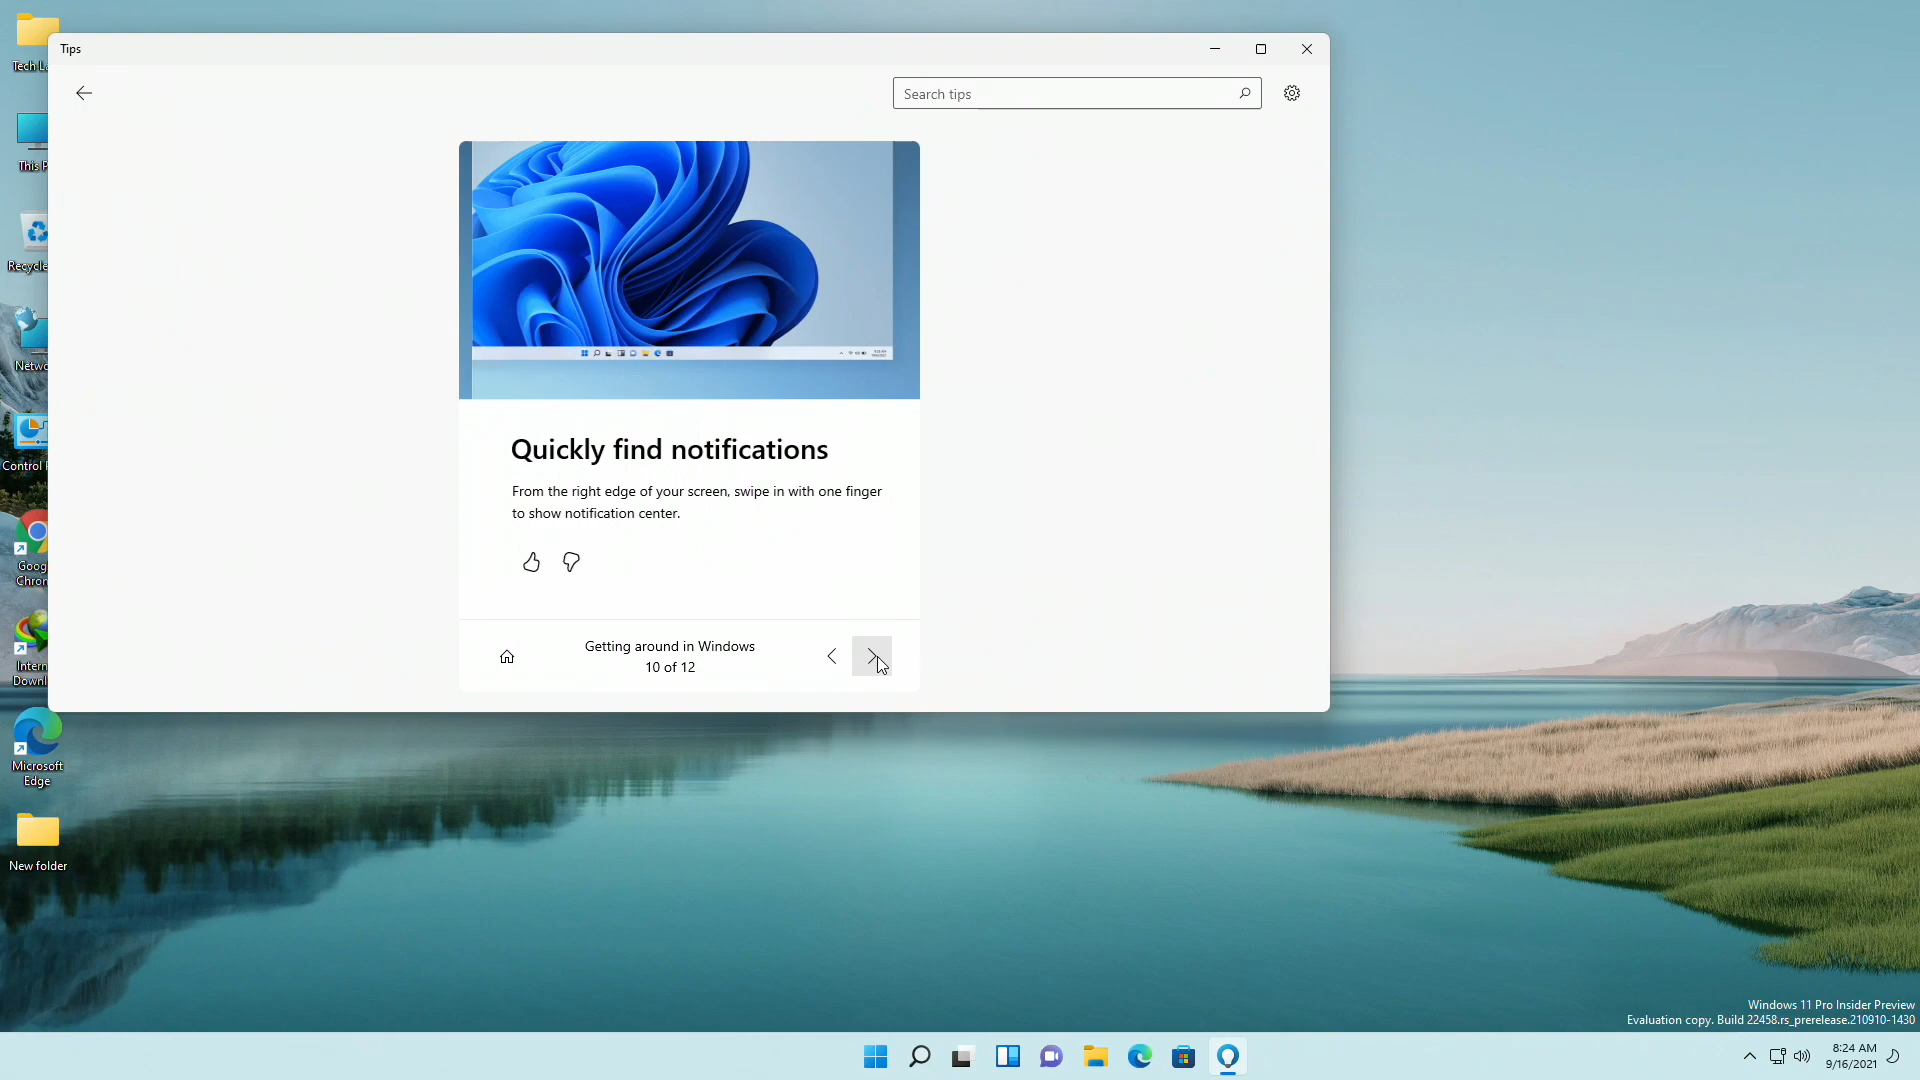 Tips
Search tips
Quickly find notifications
From the right edge of your screen, swipe in with one finger
to show notification center.
Getting around in Windows
10 of 12
Tech La
This P
Recycle
Netwo
Control P
Goog
Chron
Intern
Downl
Microsoft
Edge
New folder
Windows 11 Pro Insider Preview
Evaluation copy. Build 22458.rs_prerelease.210910-1430
8:24 AM
9/16/2021